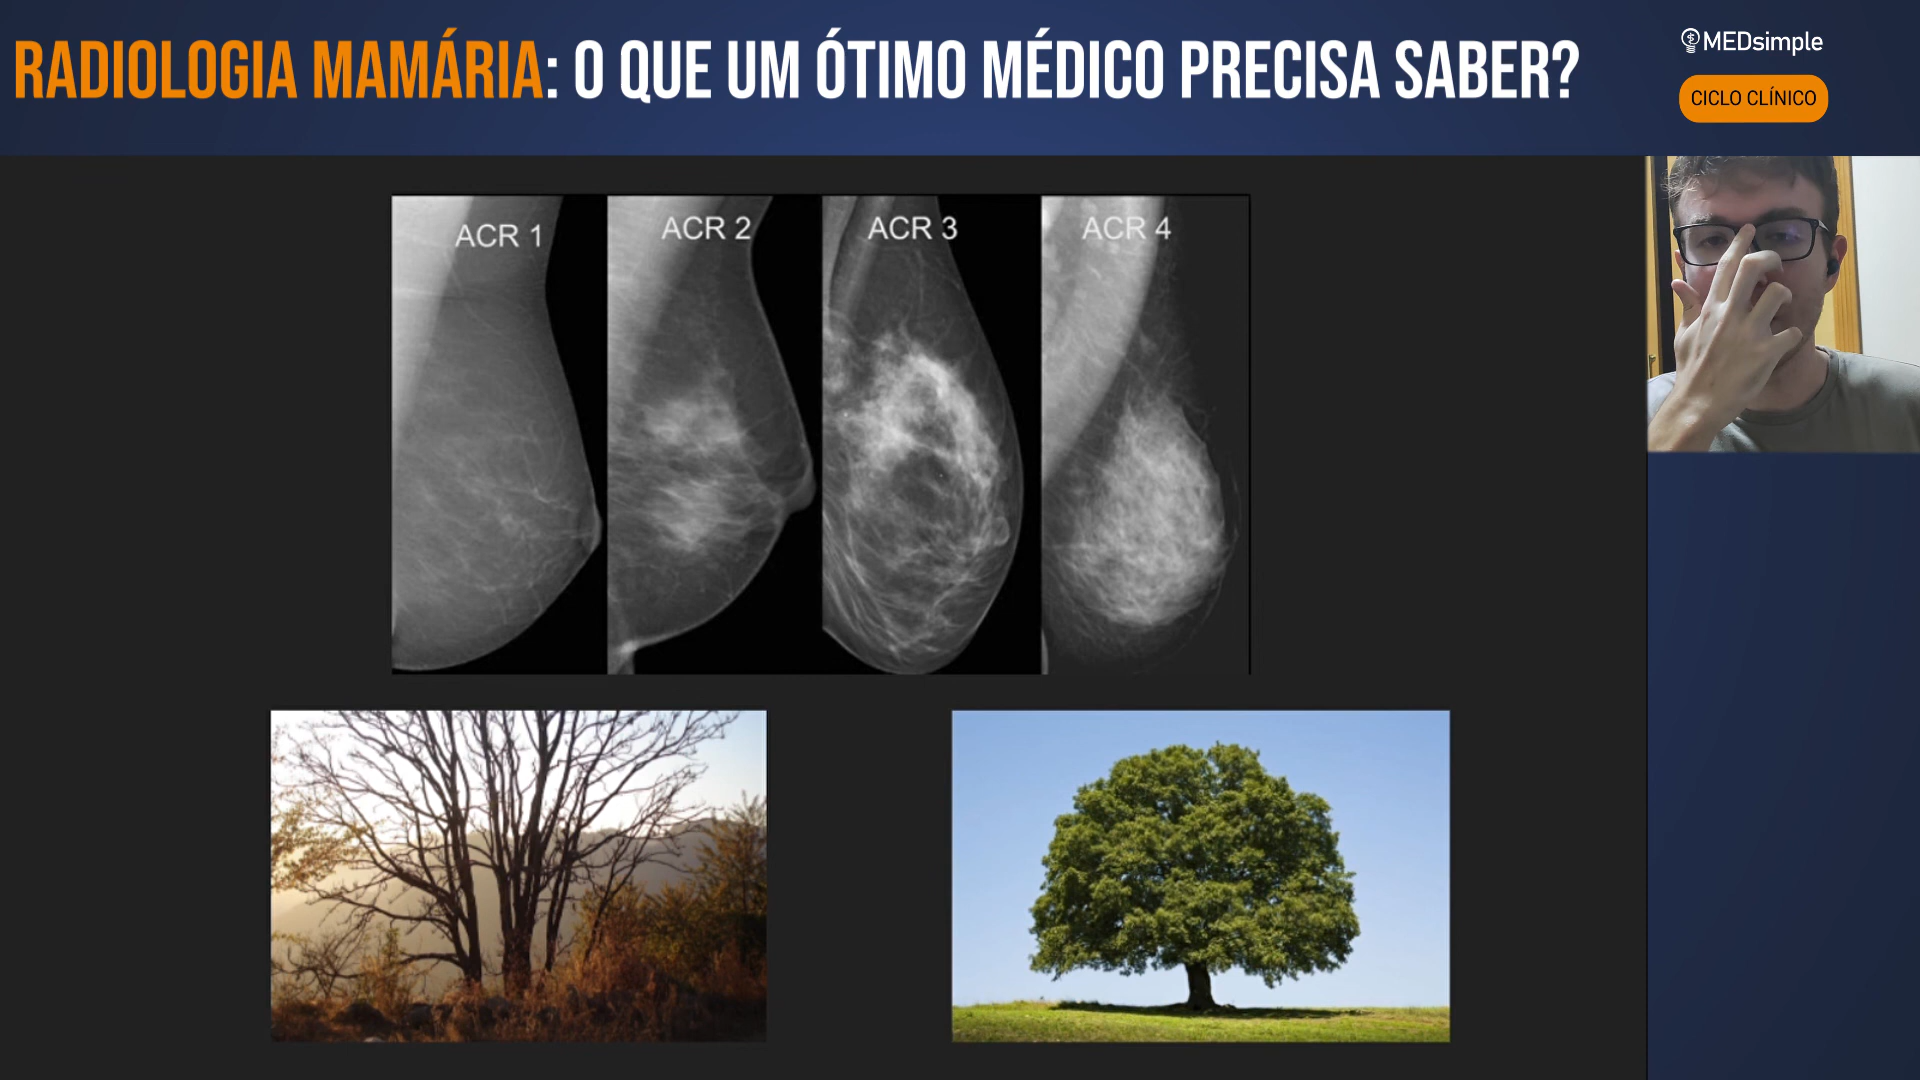 RADIOLOGIA MAMÁRIA: O QUE UM ÓTIMO MÉDICO PRECISA SABER?
MEDsimple
CICLO CLÍNICO
ACR 1
ACR 2
ACR 3
ACR 4